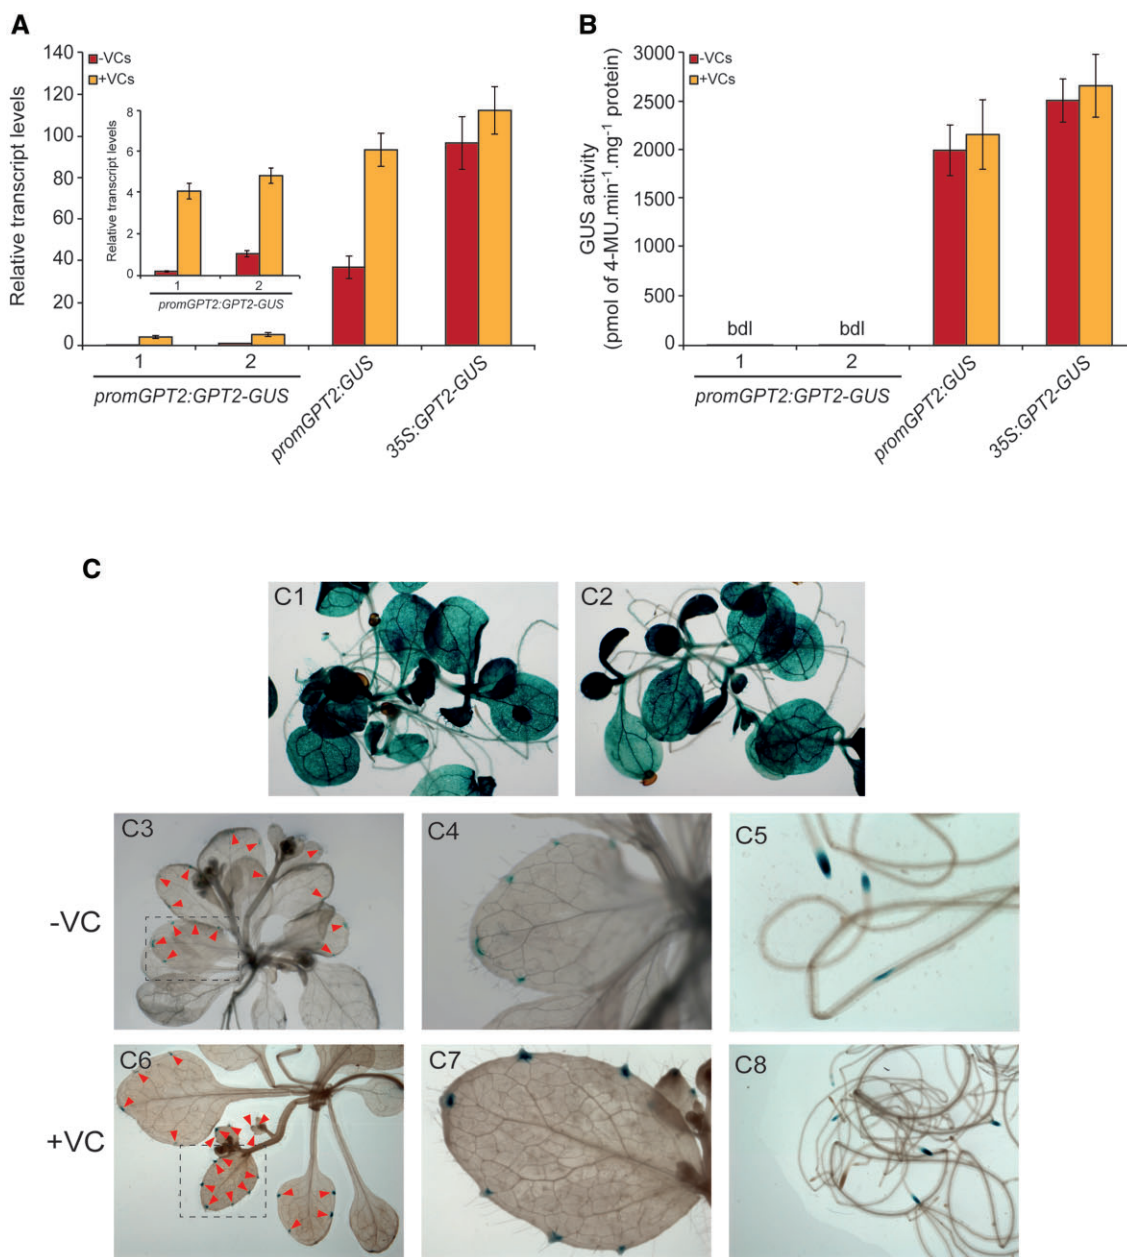 A
Relative transcript levels
140
120
100
80
60
40
20
0
-VCs
+VCs
Relative transcript levels
8
6
4
2
0
1
2
promGPT2:GPT2-GUS
1
2
promGPT2:GPT2-GUS
promGPT2:GUS
35S:GPT2-GUS
B
GUS activity
(pmol of 4-MU.min⁻¹.mg⁻¹ protein)
3000
2500
2000
1500
1000
500
0
-VCs
+VCs
bdl
bdl
1
2
promGPT2:GPT2-GUS
promGPT2:GUS
35S:GPT2-GUS
C
C1
C2
-VC
C3
C4
C5
+VC
C6
C7
C8